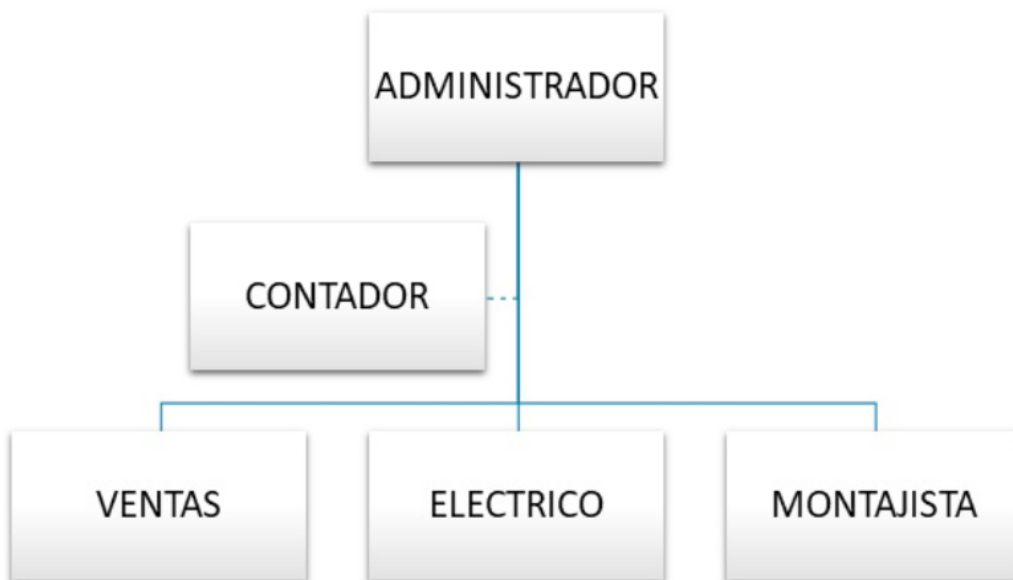 ADMINISTRADOR
CONTADOR
VENTAS
ELECTRICO
MONTAJISTA